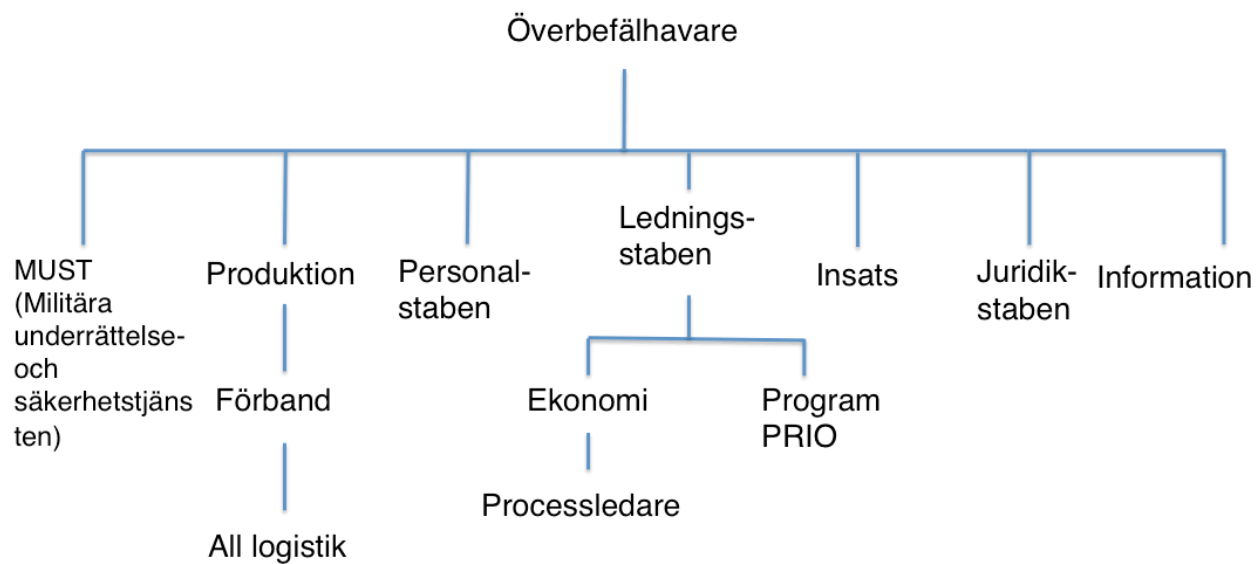 Överbefälhavare
MUST
(Militära
underrättelse-
och
säkerhetstjäns
ten)
Produktion
Förband
All logistik
Personal-
staben
Lednings-
staben
Ekonomi
Processledare
Program
PRIO
Insats
Juridik-
staben
Information